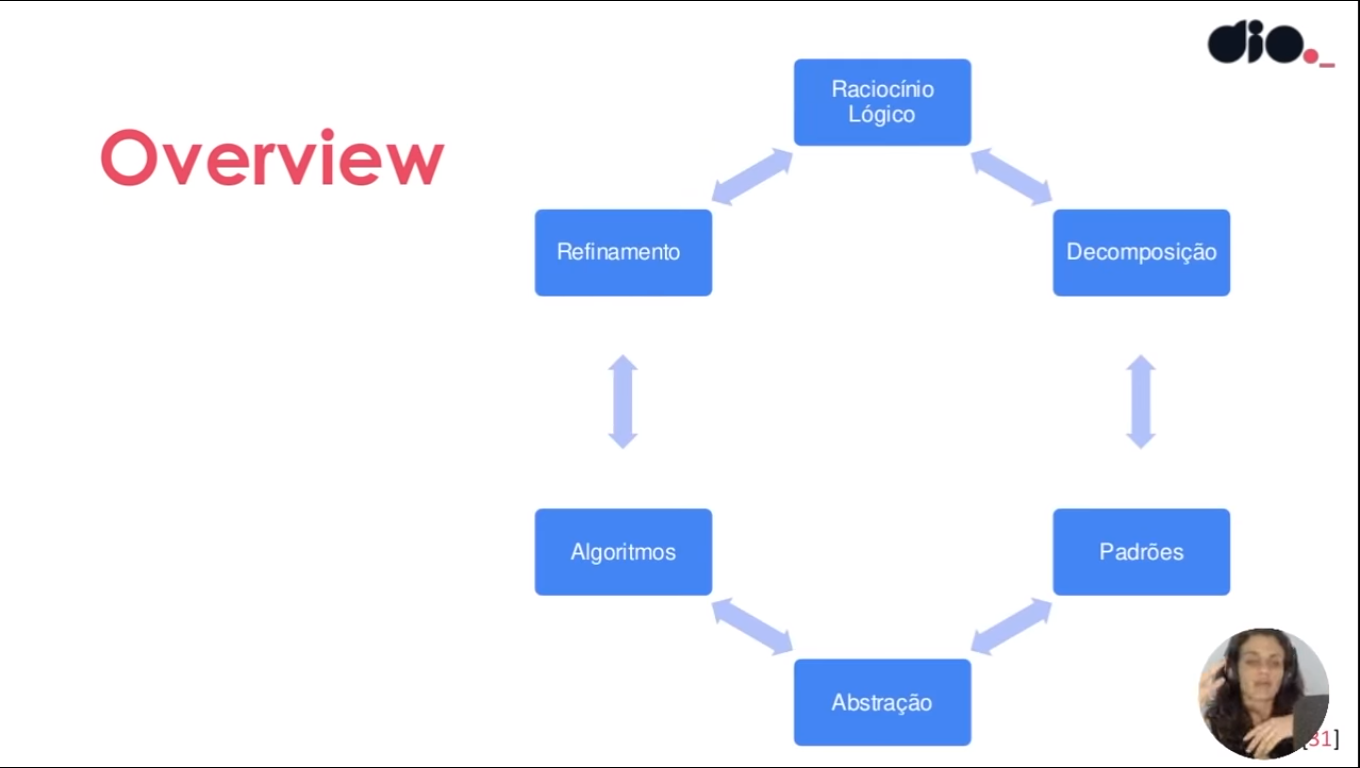 dio._
Overview
Raciocínio
Lógico
Refinamento
Decomposição
Algoritmos
Padrões
Abstração
[31]